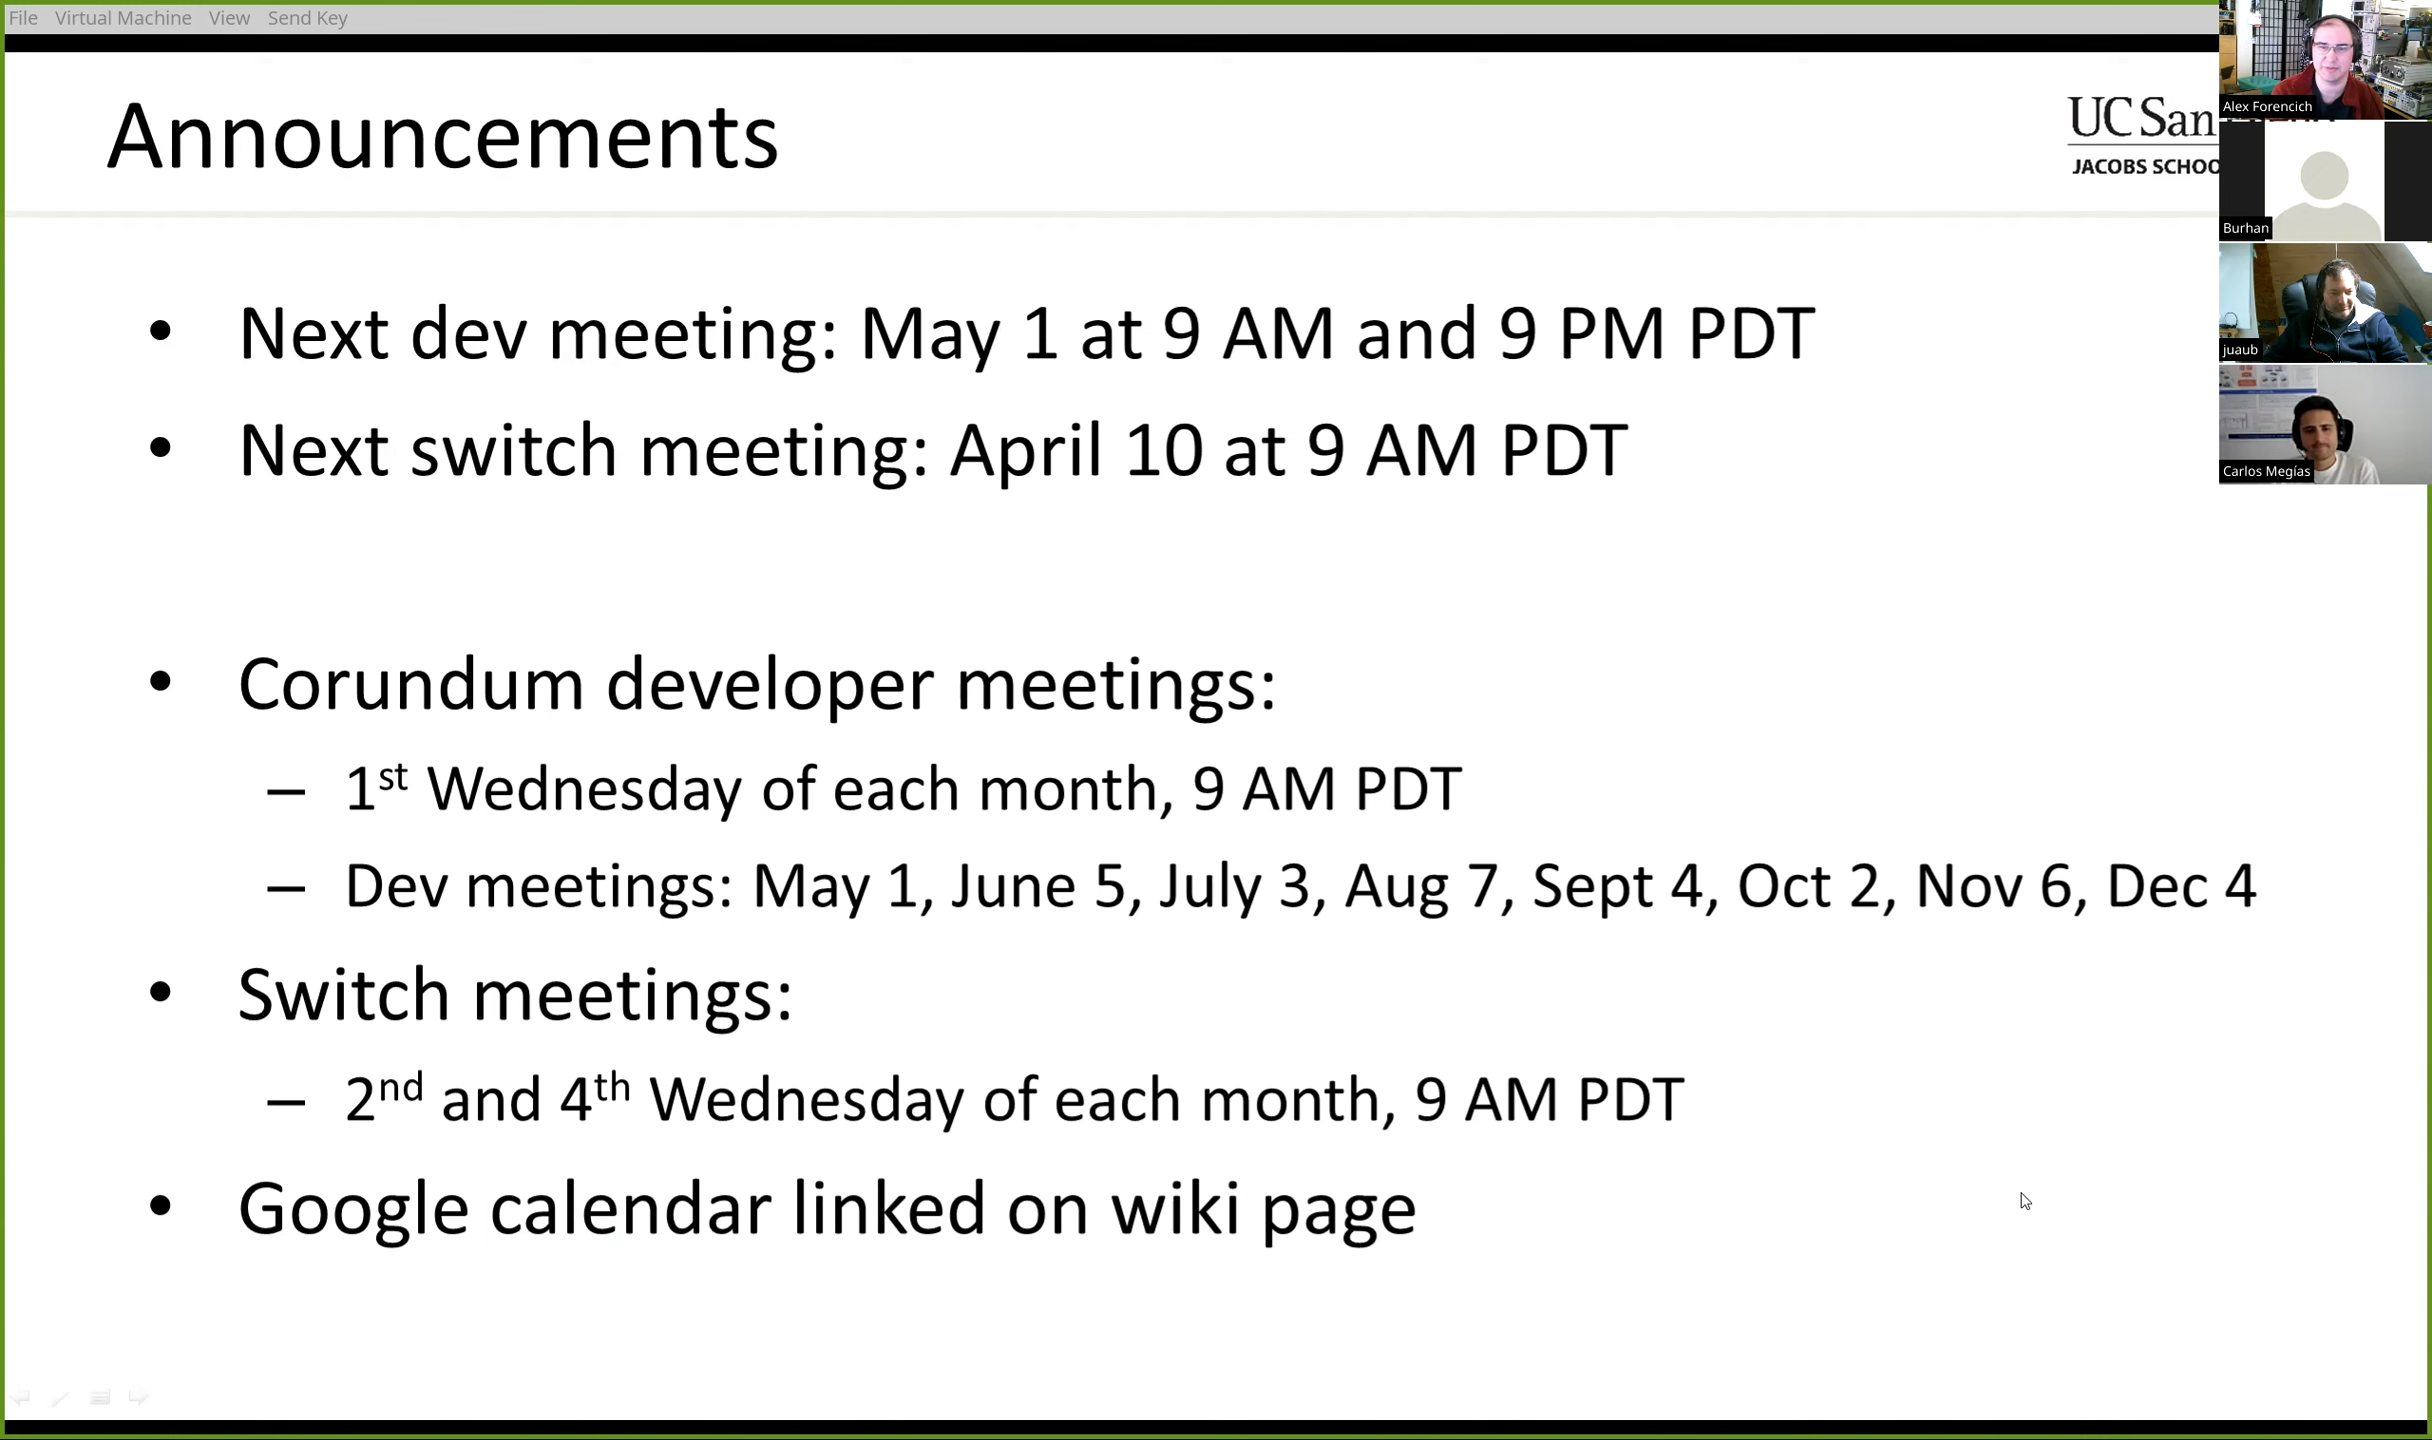 File Virtual Machine View Send Key
Announcements
UC San
JACOBS SCHOO
• Next dev meeting: May 1 at 9 AM and 9 PM PDT
• Next switch meeting: April 10 at 9 AM PDT
• Corundum developer meetings:
– 1st Wednesday of each month, 9 AM PDT
– Dev meetings: May 1, June 5, July 3, Aug 7, Sept 4, Oct 2, Nov 6, Dec 4
• Switch meetings:
– 2nd and 4th Wednesday of each month, 9 AM PDT
• Google calendar linked on wiki page
Alex Forencich
Burhan
juaub
Carlos Megías